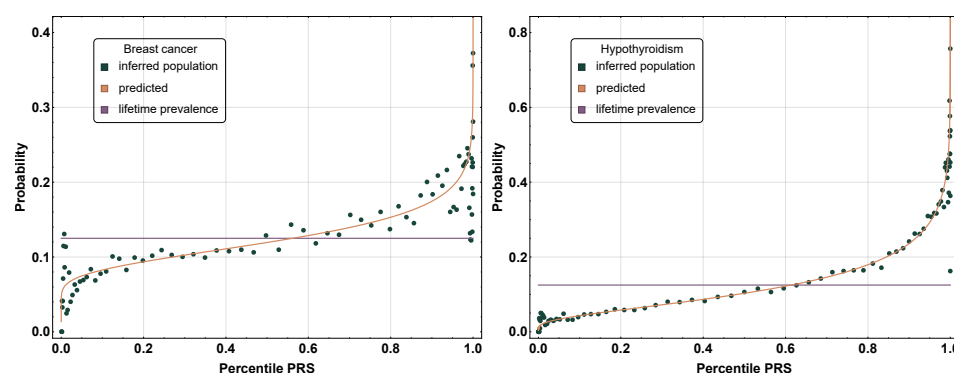 Breast cancer
inferred population
predicted
lifetime prevalence
Probability
0.4
0.3
0.2
0.1
0.0
0.0 0.2 0.4 0.6 0.8 1.0
Percentile PRS
Hypothyroidism
inferred population
predicted
lifetime prevalence
Probability
0.8
0.6
0.4
0.2
0.0
0.0 0.2 0.4 0.6 0.8 1.0
Percentile PRS